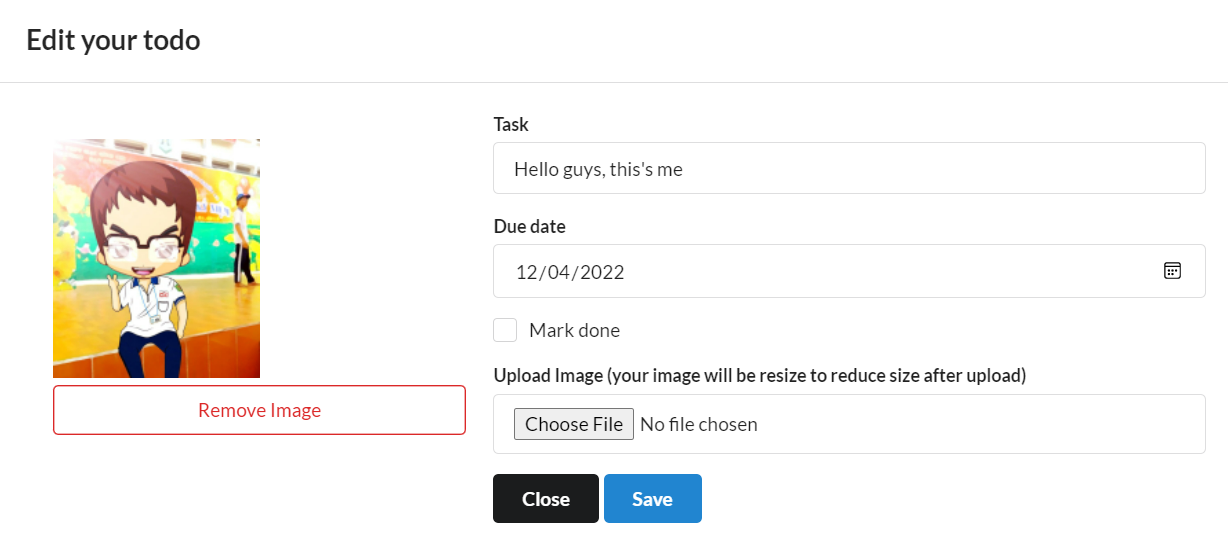 Edit your todo
Task
Hello guys, this's me
Due date
12/04/2022
Mark done
Upload Image (your image will be resize to reduce size after upload)
Choose File No file chosen
Remove Image
Close Save